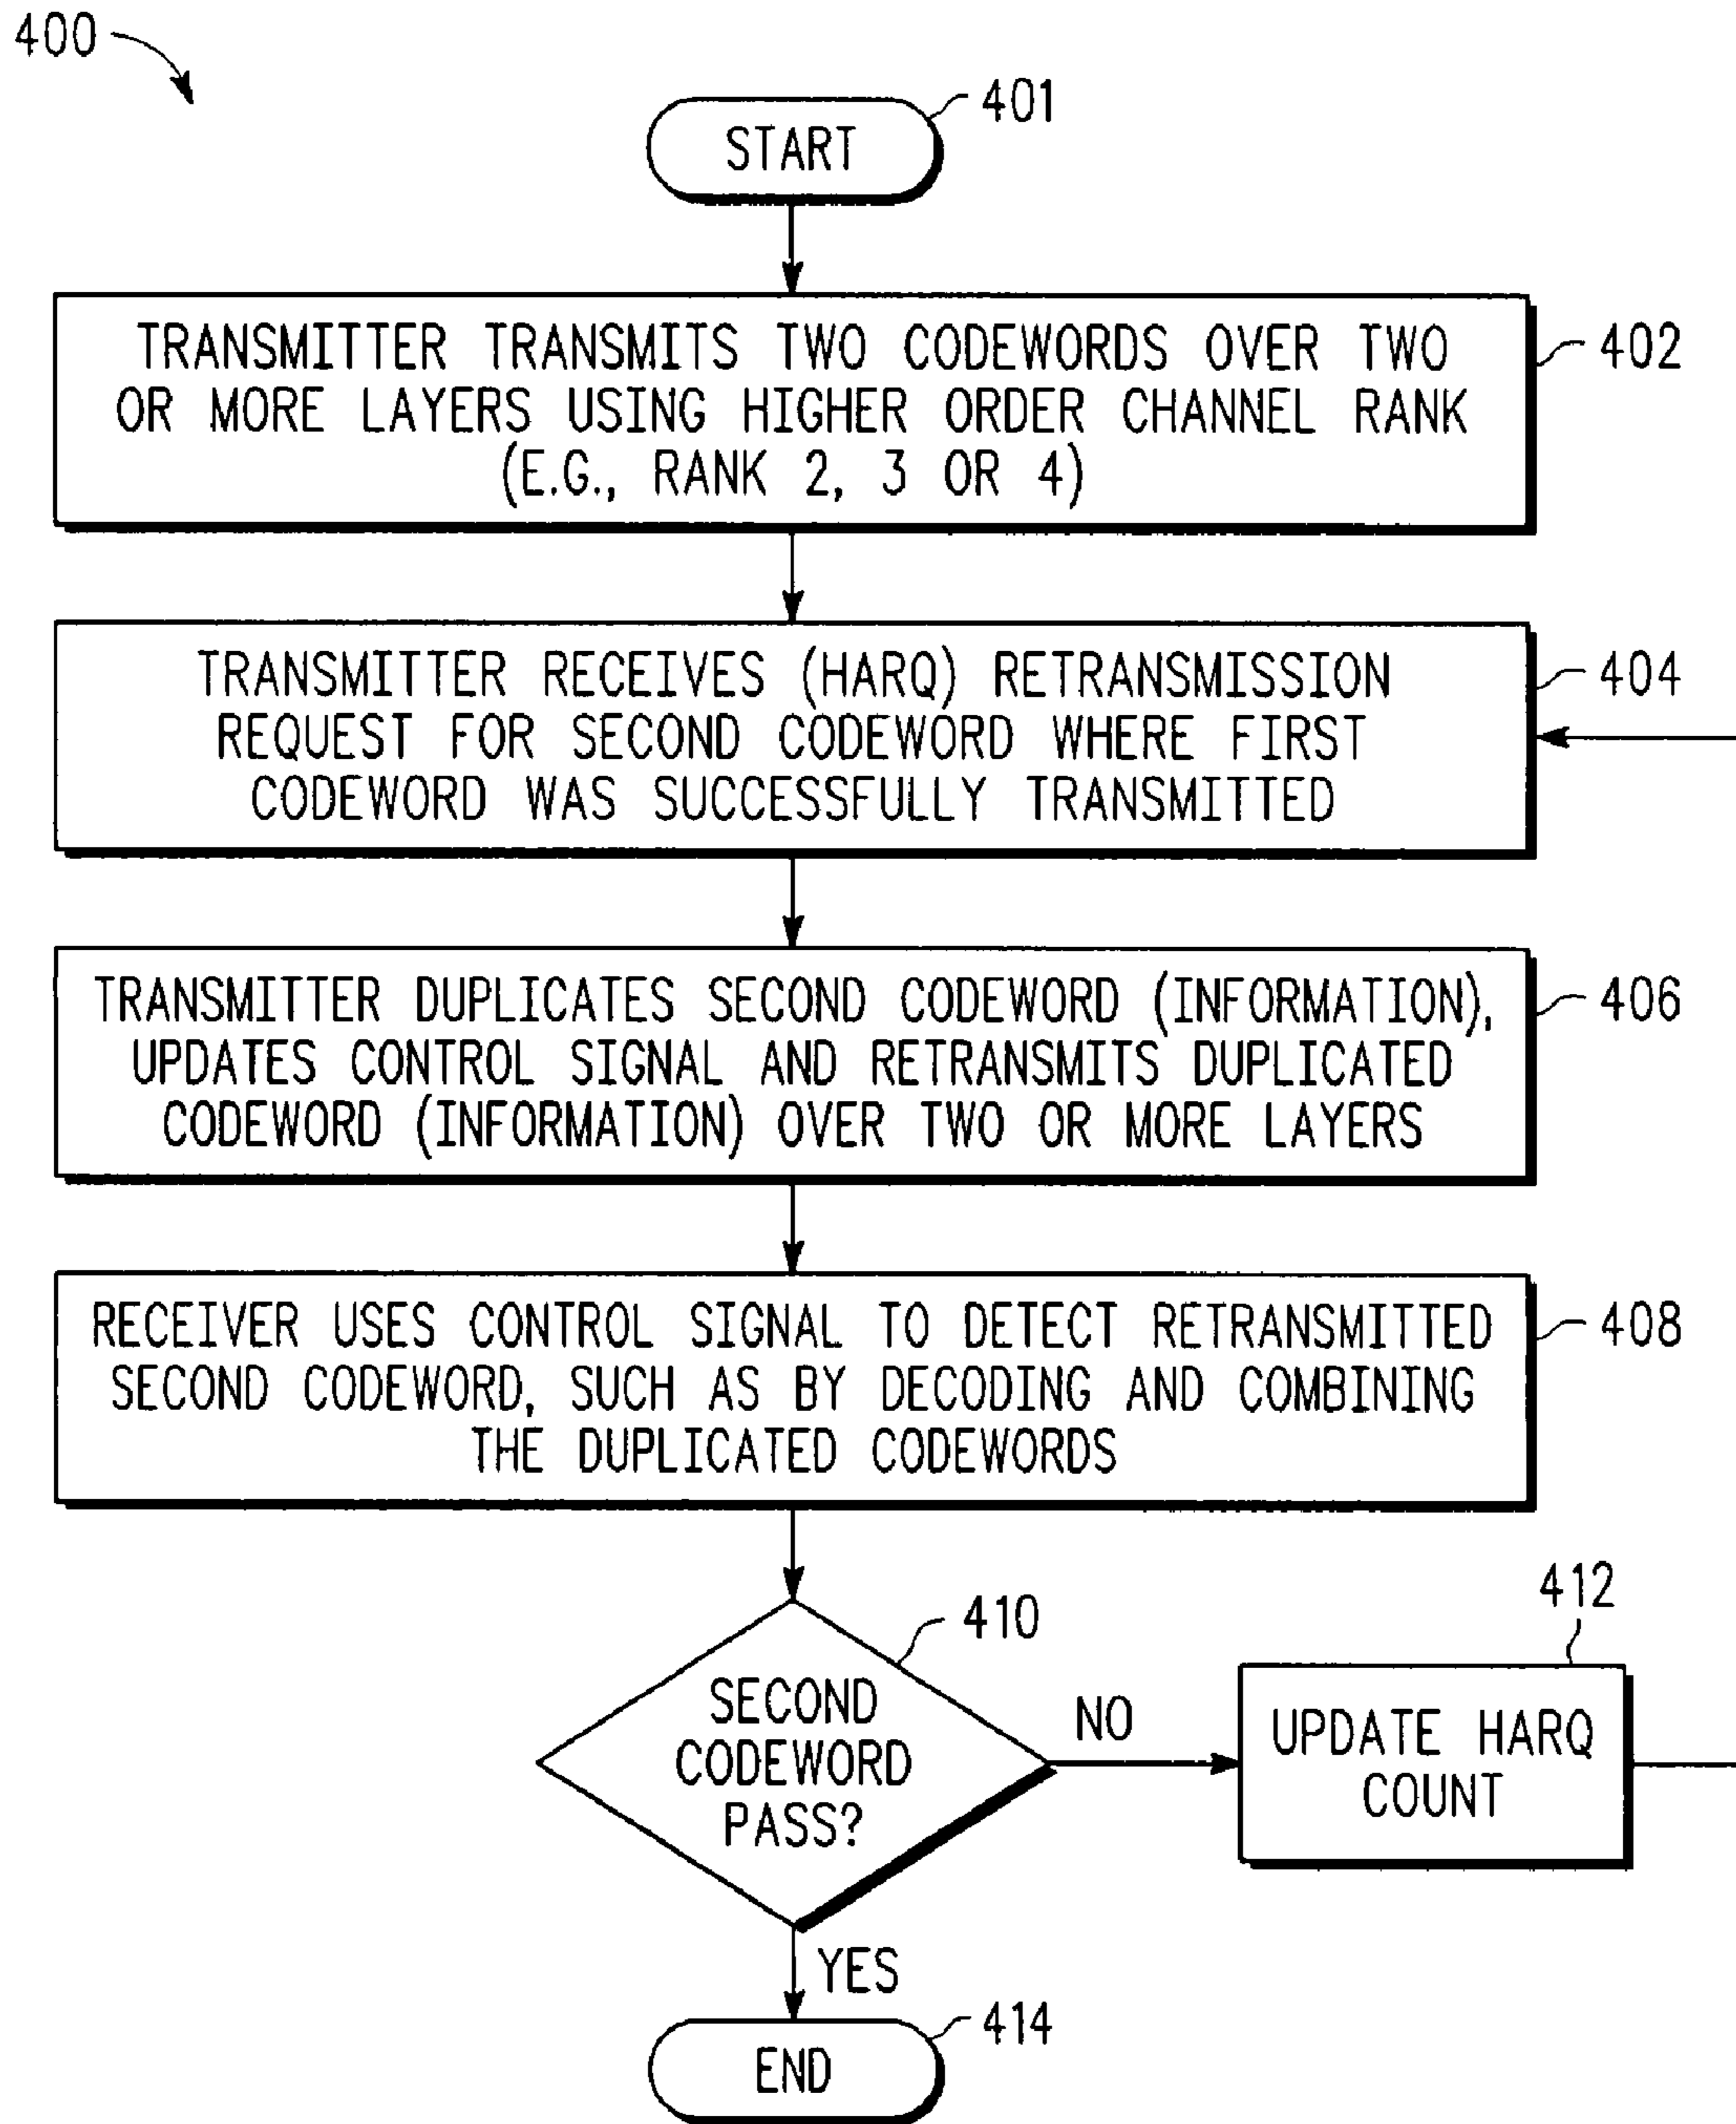 400
401
START
TRANSMITTER TRANSMITS TWO CODEWORDS OVER TWO
OR MORE LAYERS USING HIGHER ORDER CHANNEL RANK
(E.G., RANK 2, 3 OR 4)
402
TRANSMITTER RECEIVES (HARQ) RETRANSMISSION
REQUEST FOR SECOND CODEWORD WHERE FIRST
CODEWORD WAS SUCCESSFULLY TRANSMITTED
404
TRANSMITTER DUPLICATES SECOND CODEWORD (INFORMATION),
UPDATES CONTROL SIGNAL AND RETRANSMITS DUPLICATED
CODEWORD (INFORMATION) OVER TWO OR MORE LAYERS
406
RECEIVER USES CONTROL SIGNAL TO DETECT RETRANSMITTED
SECOND CODEWORD, SUCH AS BY DECODING AND COMBINING
THE DUPLICATED CODEWORDS
408
410
SECOND
CODEWORD
PASS?
NO
412
UPDATE HARQ
COUNT
YES
414
END